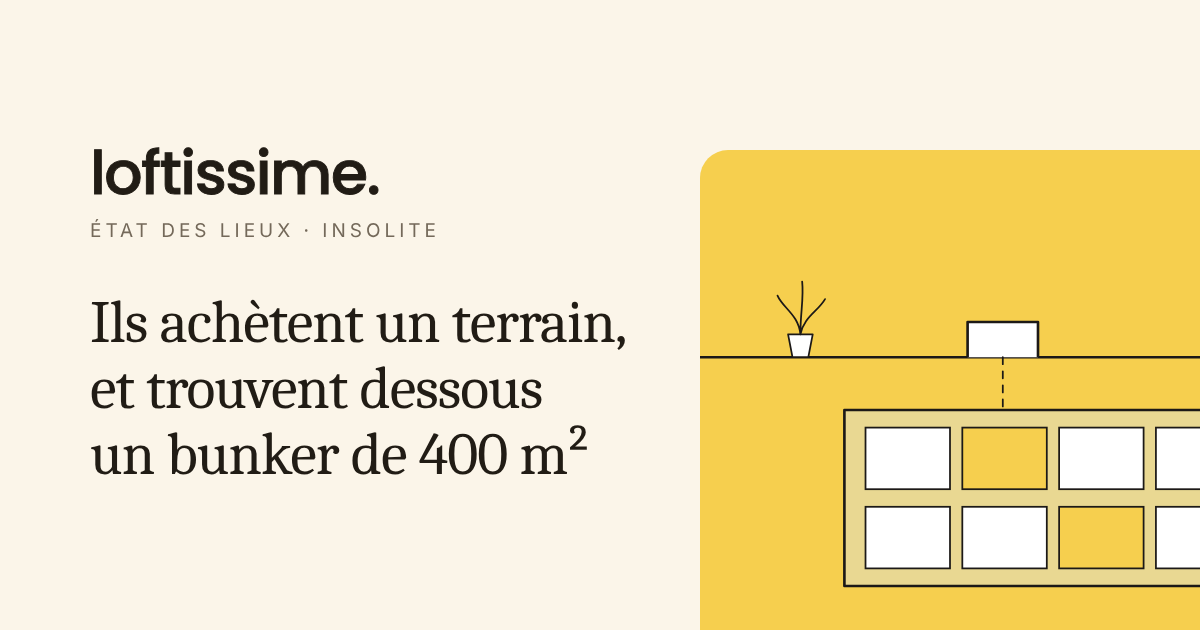 loftissime.
ÉTAT DES LIEUX · INSOLITE
Ils achètent un terrain,
et trouvent dessous
un bunker de 400 m²